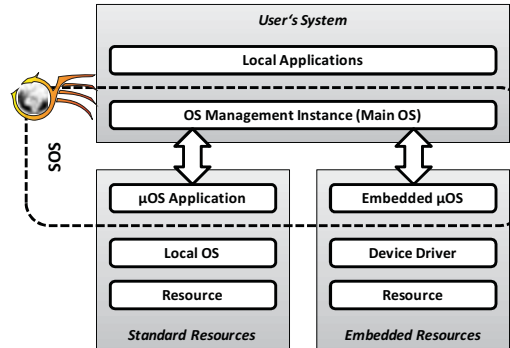 User's System
Local Applications
OS Management Instance (Main OS)
SOS
µOS Application
Embedded µOS
Local OS
Device Driver
Resource
Resource
Standard Resources
Embedded Resources